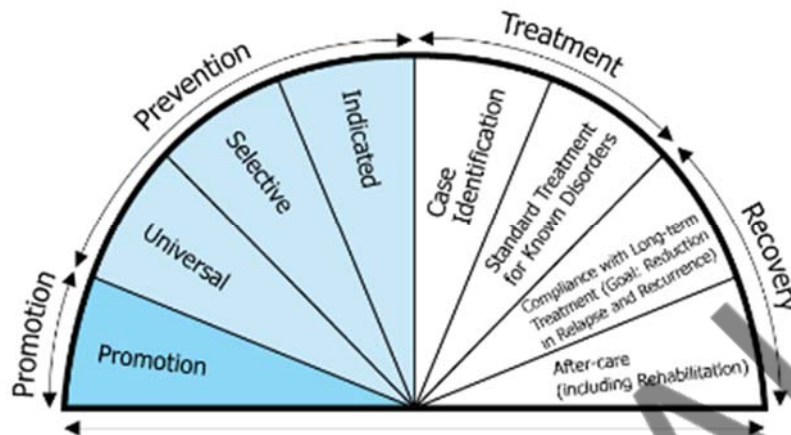 Promotion
Prevention
Treatment
Recovery
Promotion
Universal
Selective
Indicated
Case
Identification
Standard Treatment
for Known Disorders
Compliance with Long-term
Treatment (Goal: Reduction
in Relapse and Recurrence)
After-care
(including Rehabilitation)